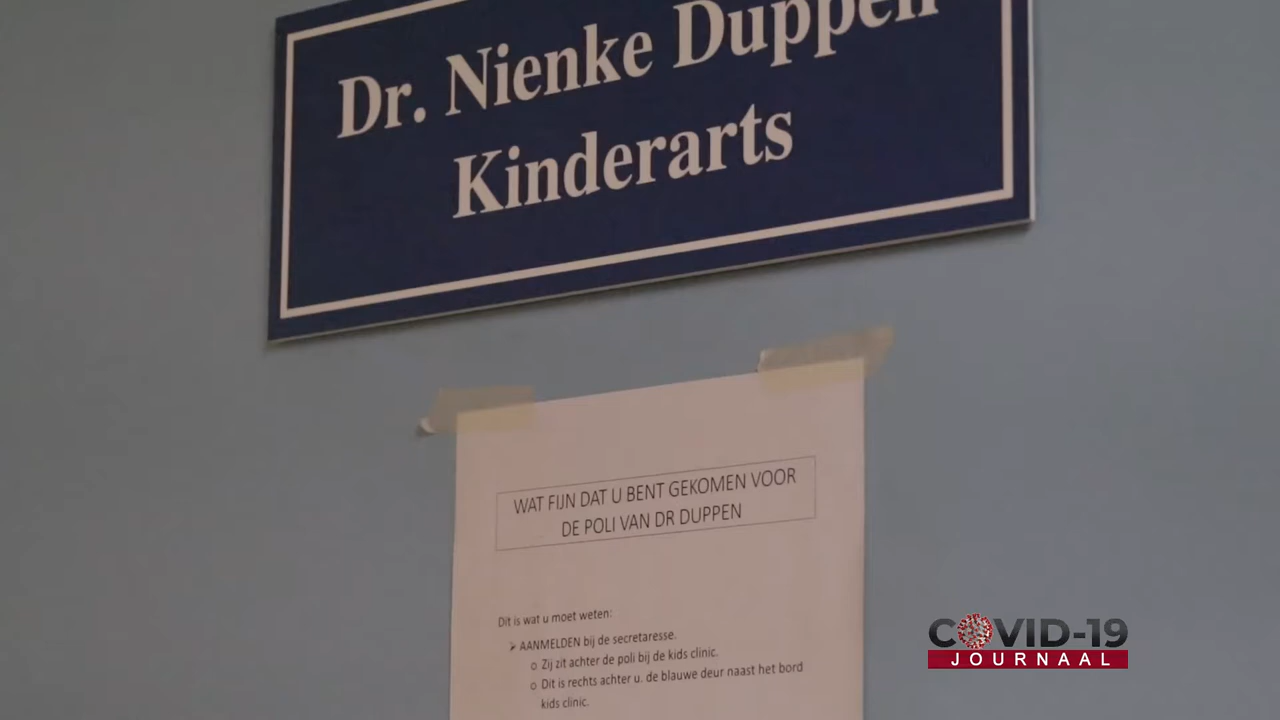 Dr. Nienke Duppen
Kinderarts
WAT FIJN DAT U BENT GEKOMEN VOOR
DE POLI VAN DR DUPPEN
Dit is wat u moet weten:
➢ AANMELDEN bij de secretaresse.
o Zij zit achter de poli bij de kids clinic.
o Dit is rechts achter u. de blauwe deur naast het bord
kids clinic.
COVID-19
JOURNAAL